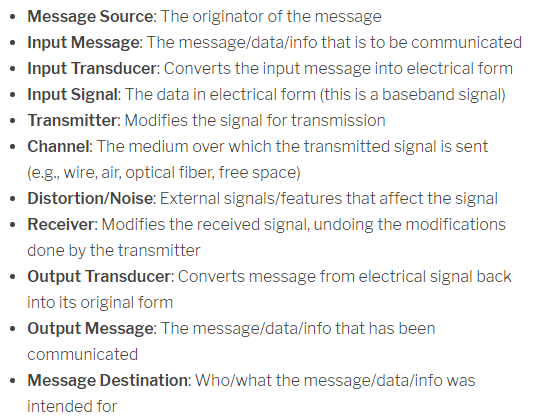 • Message Source: The originator of the message
• Input Message: The message/data/info that is to be communicated
• Input Transducer: Converts the input message into electrical form
• Input Signal: The data in electrical form (this is a baseband signal)
• Transmitter: Modifies the signal for transmission
• Channel: The medium over which the transmitted signal is sent
(e.g., wire, air, optical fiber, free space)
• Distortion/Noise: External signals/features that affect the signal
• Receiver: Modifies the received signal, undoing the modifications
done by the transmitter
• Output Transducer: Converts message from electrical signal back
into its original form
• Output Message: The message/data/info that has been
communicated
• Message Destination: Who/what the message/data/info was
intended for